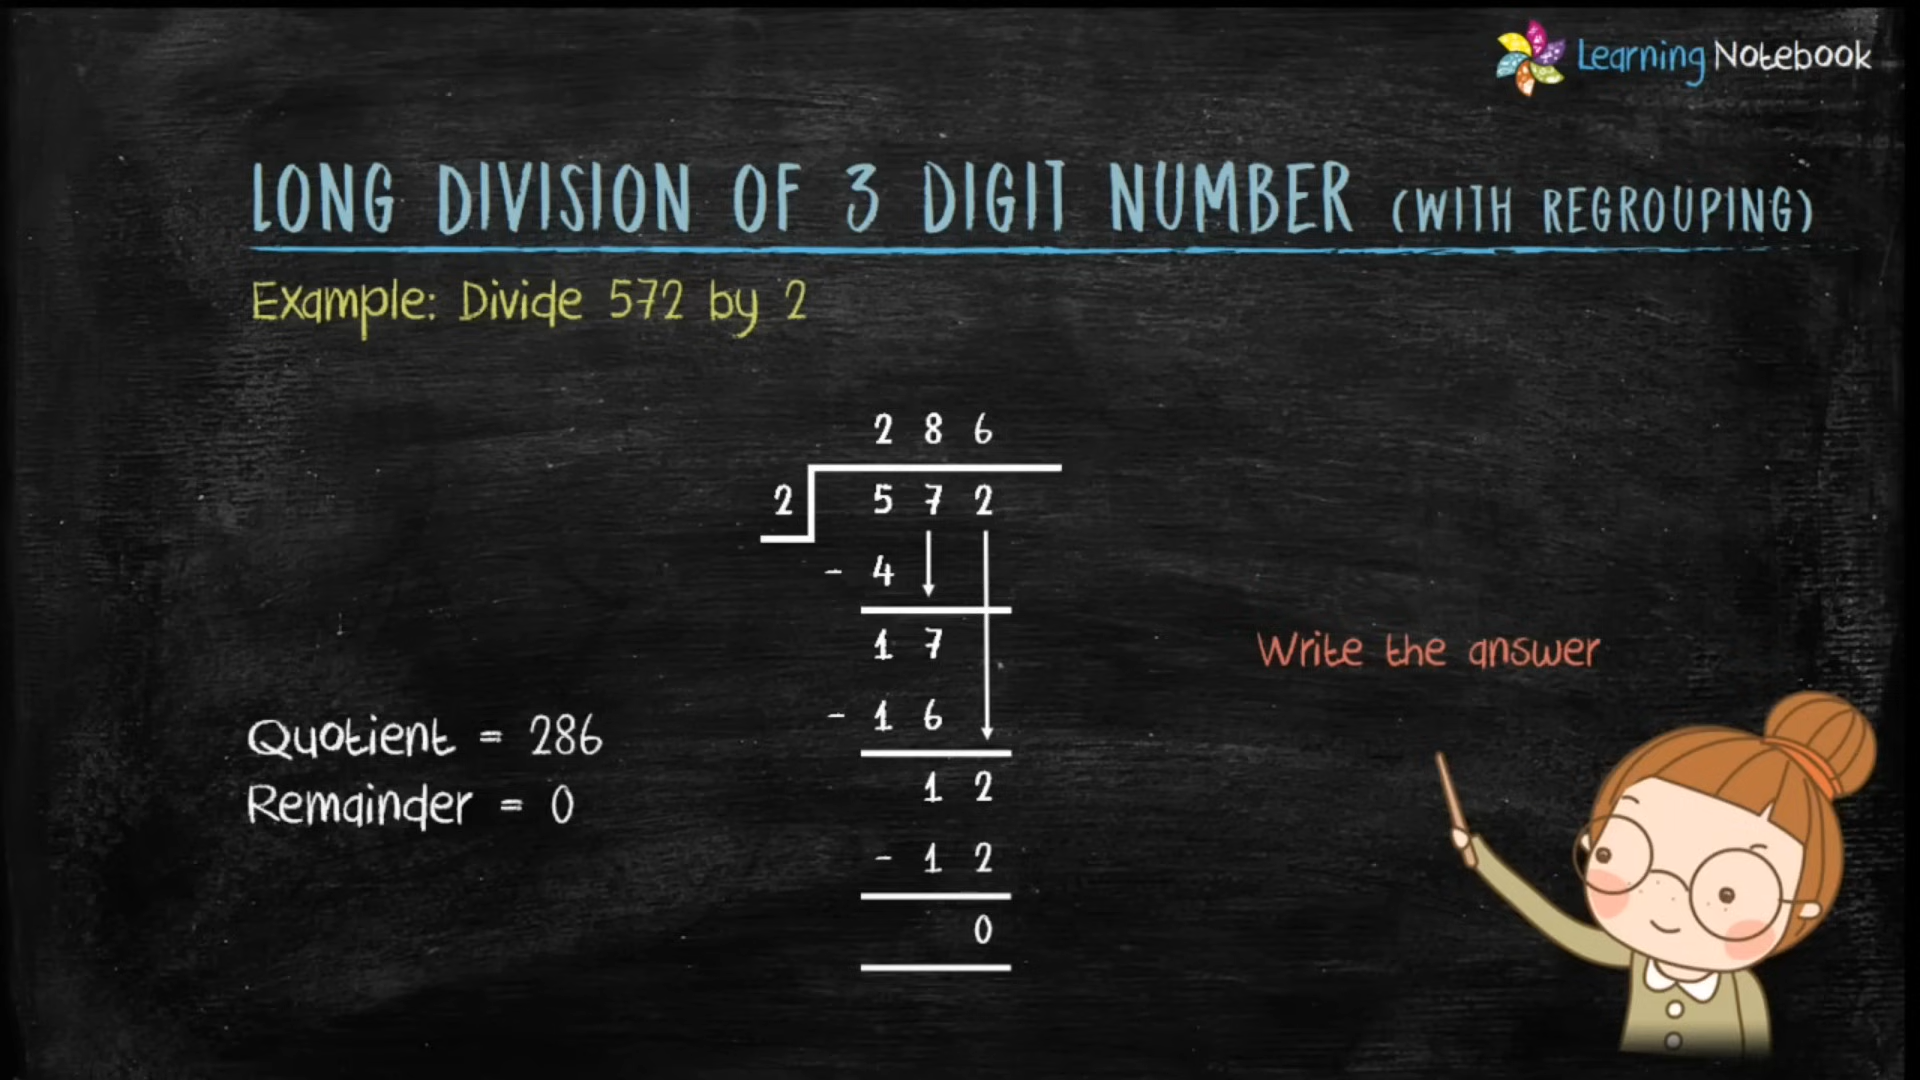 Learning Notebook
LONG DIVISION OF 3 DIGIT NUMBER (WITH REGROUPING)
Example: Divide 572 by 2
2 8 6
2 5 7 2
- 4
1 7
- 1 6
1 2
- 1 2
0
Write the answer
Quotient = 286
Remainder = 0